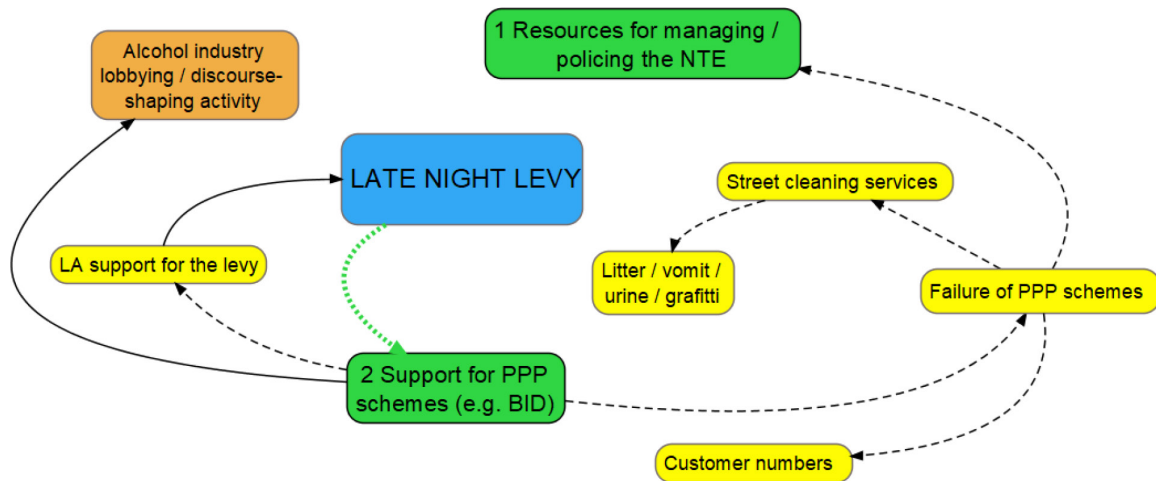 1 Resources for managing /
policing the NTE
Alcohol industry
lobbying / discourse-
shaping activity
LATE NIGHT LEVY
Street cleaning services
LA support for the levy
Litter / vomit /
urine / grafitti
Failure of PPP schemes
2 Support for PPP
schemes (e.g. BID)
Customer numbers